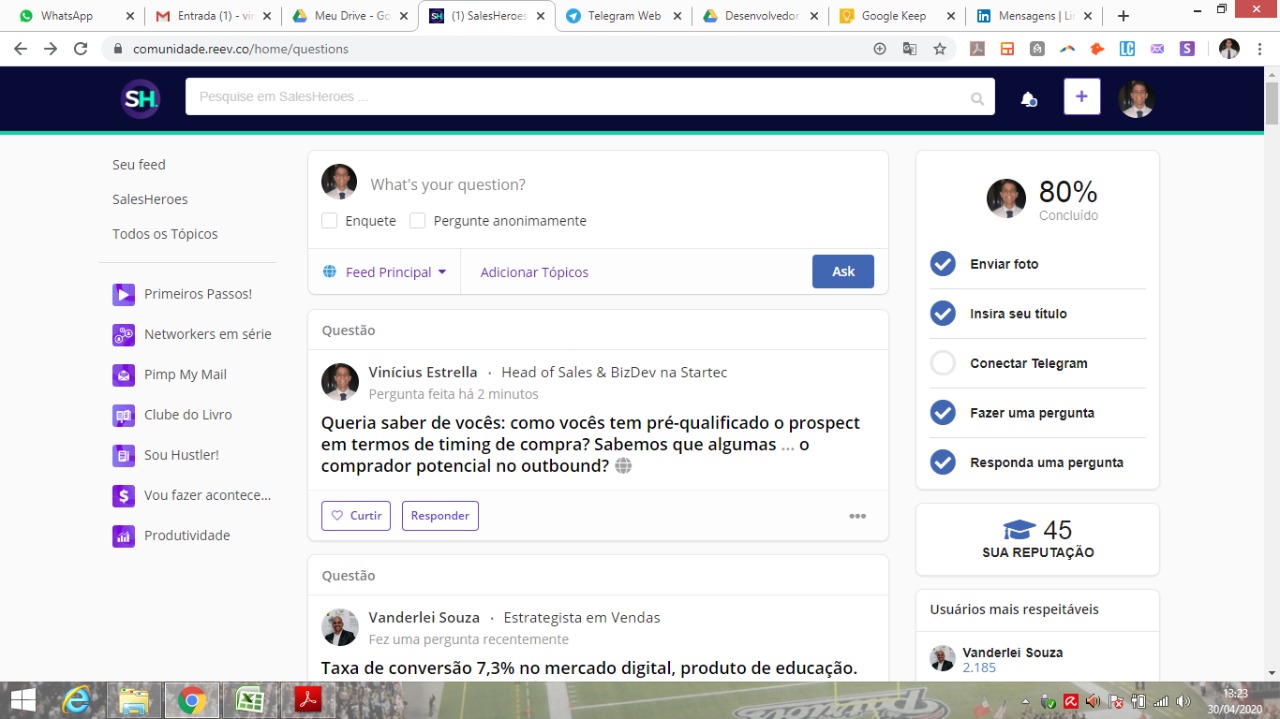 WhatsApp
Entrada (1) - vin
Meu Drive - Go
(1) SalesHeroes
Telegram Web
Desenvolvedor
Google Keep
Mensagens | Li
comunidade.reev.co/home/questions
SH
Pesquise em SalesHeroes ...
+
Seu feed
SalesHeroes
Todos os Tópicos
Primeiros Passos!
Networkers em série
Pimp My Mail
Clube do Livro
Sou Hustler!
Vou fazer acontece...
Produtividade
What's your question?
Enquete
Pergunte anonimamente
Feed Principal
Adicionar Tópicos
Ask
Questão
Vinícius Estrella · Head of Sales & BizDev na Startec
Pergunta feita há 2 minutos
Queria saber de vocês: como vocês tem pré-qualificado o prospect
em termos de timing de compra? Sabemos que algumas ... o
comprador potencial no outbound?
Curtir
Responder
Questão
Vanderlei Souza · Estrategista em Vendas
Fez uma pergunta recentemente
Taxa de conversão 7,3% no mercado digital, produto de educação.
80%
Concluído
Enviar foto
Insira seu título
Conectar Telegram
Fazer uma pergunta
Responda uma pergunta
45
SUA REPUTAÇÃO
Usuários mais respeitáveis
Vanderlei Souza
2.185
Patriots
13:23
30/04/2020